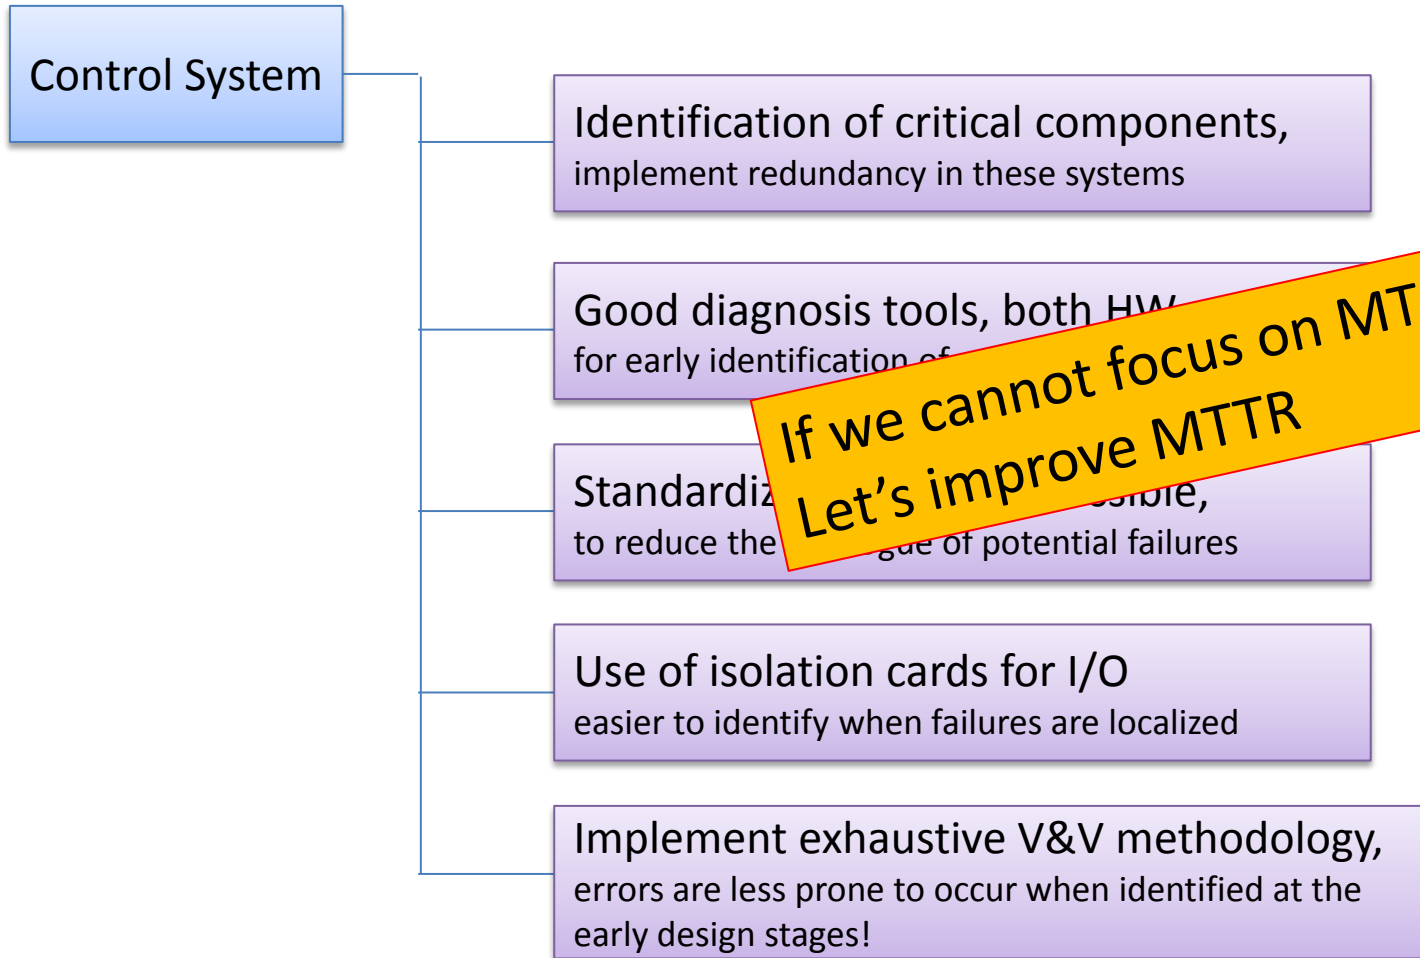 Control System
Identification of critical components,
implement redundancy in these systems
Good diagnosis tools, both HW
for early identification of
If we cannot focus on MT
Let's improve MTTR
to reduce the of potential failures
Use of isolation cards for I/O
easier to identify when failures are localized
Implement exhaustive V&V methodology,
errors are less prone to occur when identified at the
early design stages!